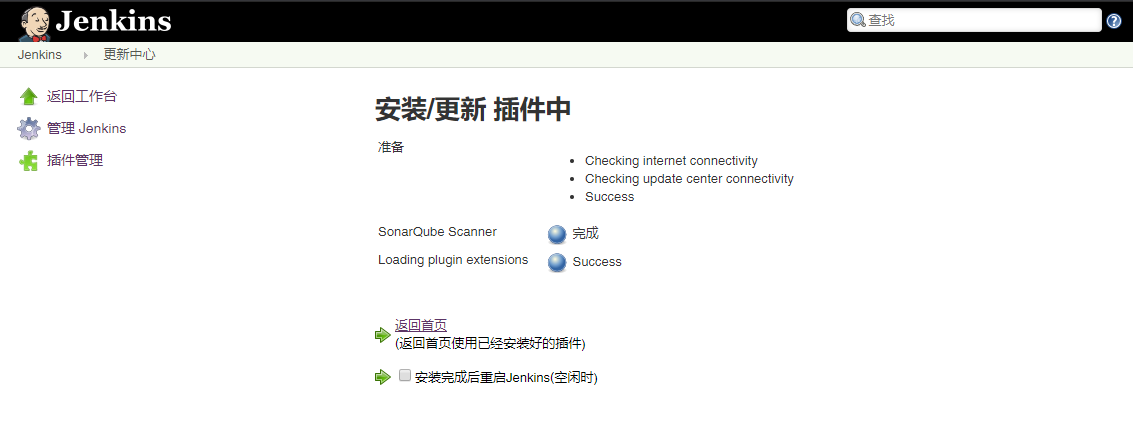 Jenkins
查找
Jenkins
更新中心
返回工作台
管理 Jenkins
插件管理
安装/更新 插件中
准备
Checking internet connectivity
Checking update center connectivity
Success
SonarQube Scanner
完成
Loading plugin extensions
Success
返回首页
(返回首页使用已经安装好的插件)
安装完成后重启Jenkins(空闲时)